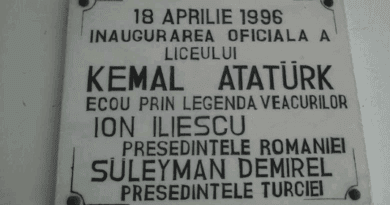 18 APRILIE 1996
INAUGURAREA OFICIALA A
LICEULUI
KEMAL ATATÜRK
ECOU PRIN LEGENDA VEACURILOR
ION ILIESCU
PRESEDINTELE ROMANIEI
SÜLEYMAN DEMIREL
PRESEDINTELE TURCIEI